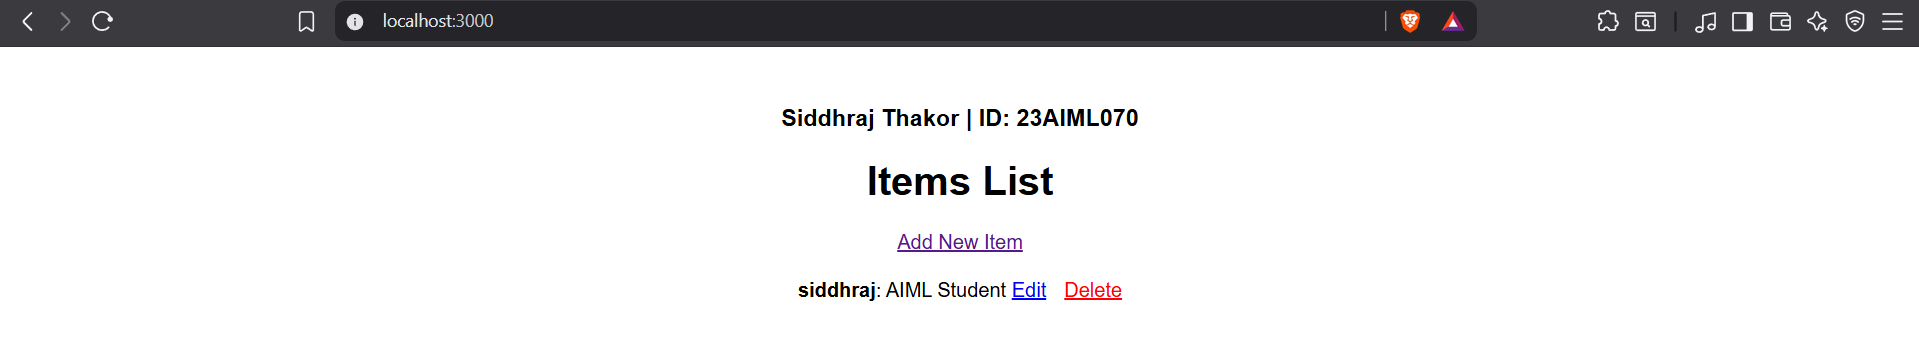 localhost:3000
Siddhraj Thakor | ID: 23AIML070
Items List
Add New Item
siddhraj: AIML Student Edit Delete